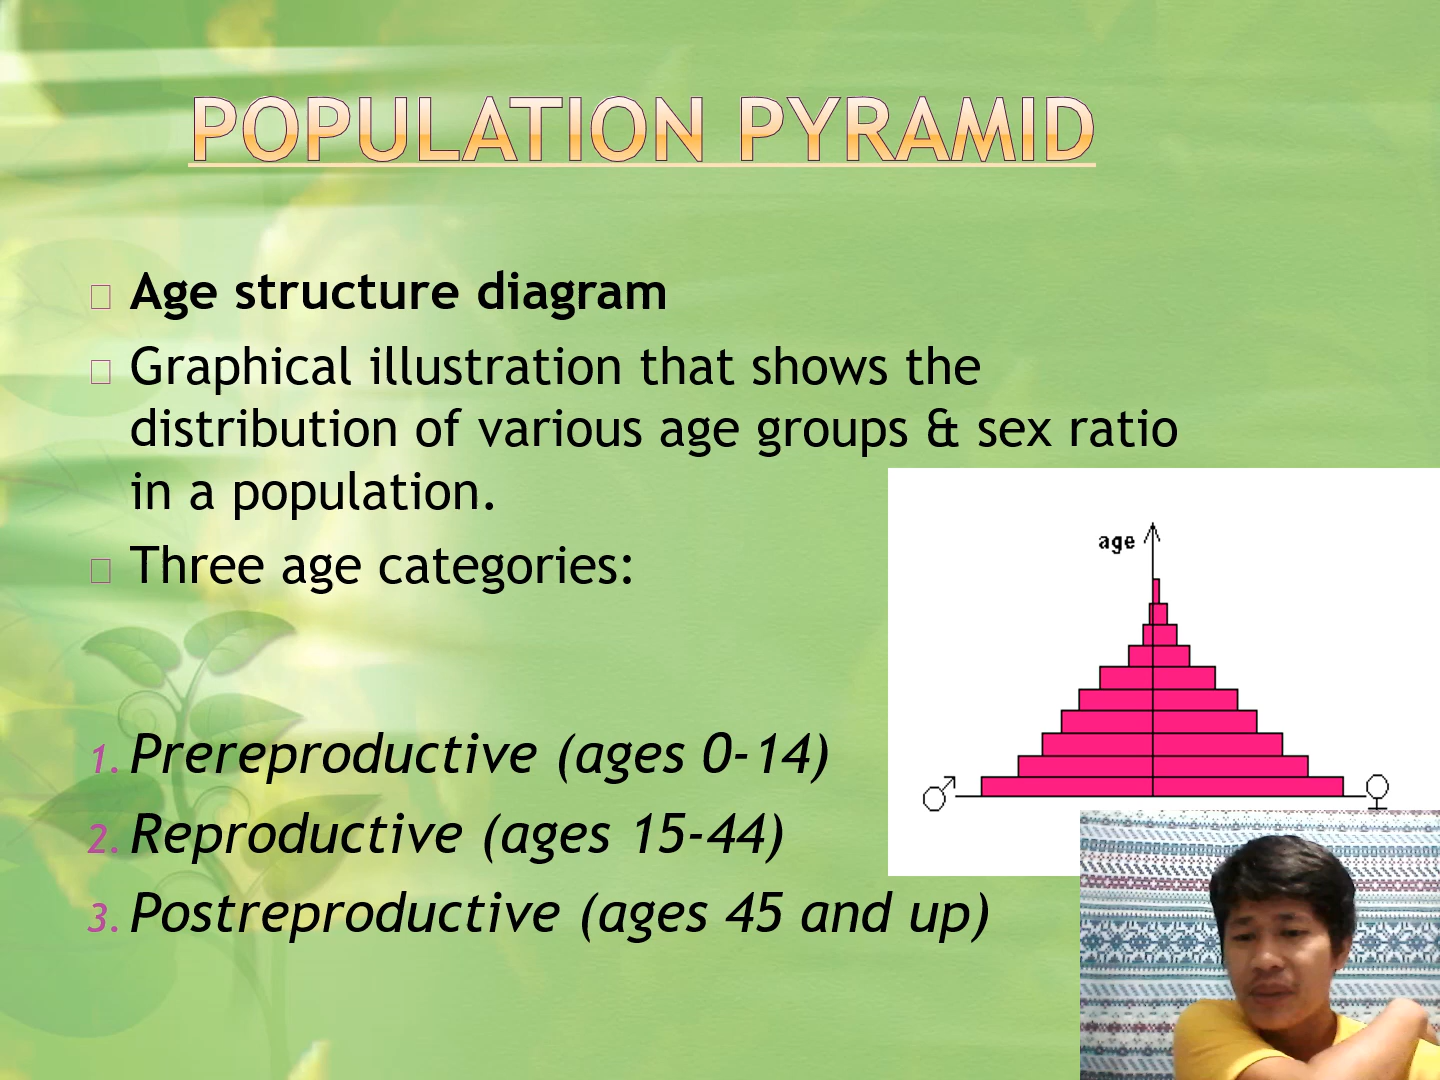 POPULATION PYRAMID
Age structure diagram
Graphical illustration that shows the
distribution of various age groups & sex ratio
in a population.
Three age categories:
age
1. Prereproductive (ages 0-14)
2. Reproductive (ages 15-44)
3. Postreproductive (ages 45 and up)